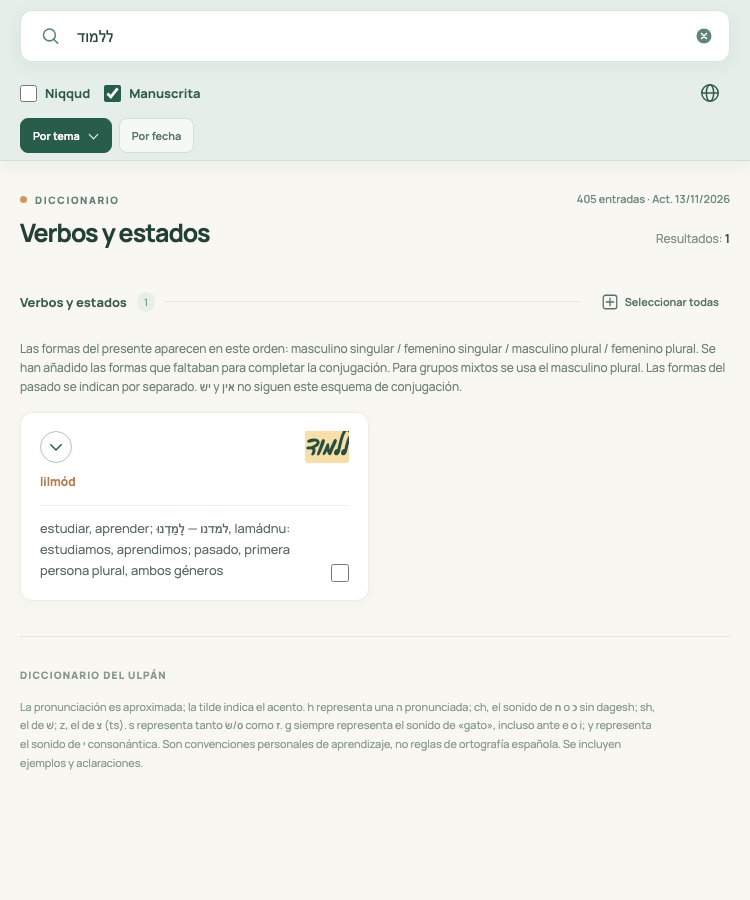 ללמוד
Niqqud Manuscrita
Por tema Por fecha
DICCIONARIO 405 entradas · Act. 13/11/2026
Verbos y estados Resultados: 1
Verbos y estados 1 Seleccionar todas
Las formas del presente aparecen en este orden: masculino singular / femenino singular / masculino plural / femenino plural. Se
han añadido las formas que faltaban para completar la conjugación. Para grupos mixtos se usa el masculino plural. Las formas del
pasado se indican por separado. יש y אין no siguen este esquema de conjugación.
ללמוד
lilmód
estudiar, aprender; למדנו — לָמַדְנוּ, lamádnu:
estudiamos, aprendimos; pasado, primera
persona plural, ambos géneros
DICCIONARIO DEL ULPÁN
La pronunciación es aproximada; la tilde indica el acento. h representa una ה pronunciada; ch, el sonido de ח o כ sin dagesh; sh,
el de שׁ; z, el de צ (ts). s representa tanto ס/שׂ como ז. g siempre representa el sonido de «gato», incluso ante e o i; y representa
el sonido de י consonántica. Son convenciones personales de aprendizaje, no reglas de ortografía española. Se incluyen
ejemplos y aclaraciones.